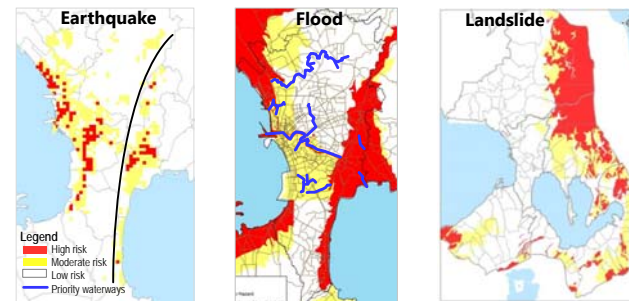 Earthquake
Flood
Landslide
Legend
High risk
Moderate risk
Low risk
Priority waterways